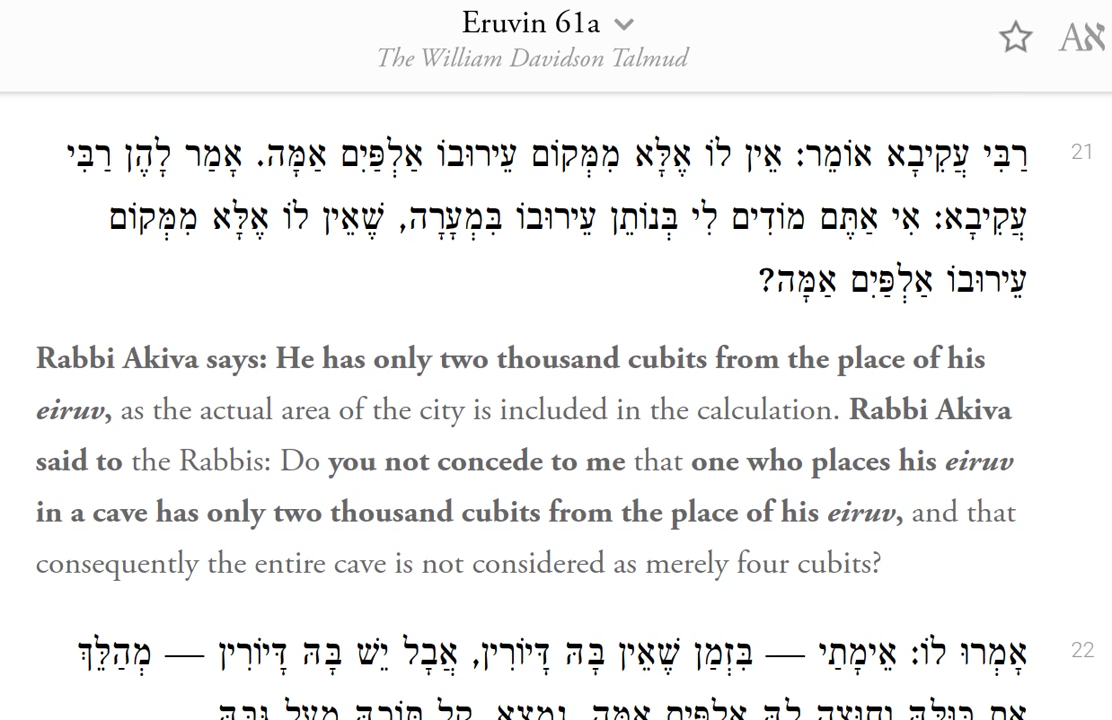 Eruvin 61a
The William Davidson Talmud
Aא
21
רַבִּי עֲקִיבָא אוֹמֵר: אֵין לוֹ אֶלָּא מִמְּקוֹם עֵירוּבוֹ אַלְפַּיִם אַמָּה. אָמַר לָהֶן רַבִּי
עֲקִיבָא: אִי אַתֶּם מוֹדִים לִי בְּנוֹתֵן עֵירוּבוֹ בִּמְעָרָה, שֶׁאֵין לוֹ אֶלָּא מִמְּקוֹם
עֵירוּבוֹ אַלְפַּיִם אַמָּה?
Rabbi Akiva says: He has only two thousand cubits from the place of his
eiruv, as the actual area of the city is included in the calculation. Rabbi Akiva
said to the Rabbis: Do you not concede to me that one who places his eiruv
in a cave has only two thousand cubits from the place of his eiruv, and that
consequently the entire cave is not considered as merely four cubits?
22
אָמְרוּ לוֹ: אֵימָתַי — בִּזְמַן שֶׁאֵין בָּהּ דָּיוֹרִין, אֲבָל יֵשׁ בָּהּ דָּיוֹרִין — מְהַלֵּךְ
אֶת כּוּלָּהּ וְחוּצָה לָהּ אַלְפַּיִם אַמָּה. נִמְצָא, קַל תּוֹכָהּ מֵעַל גַּבָּהּ